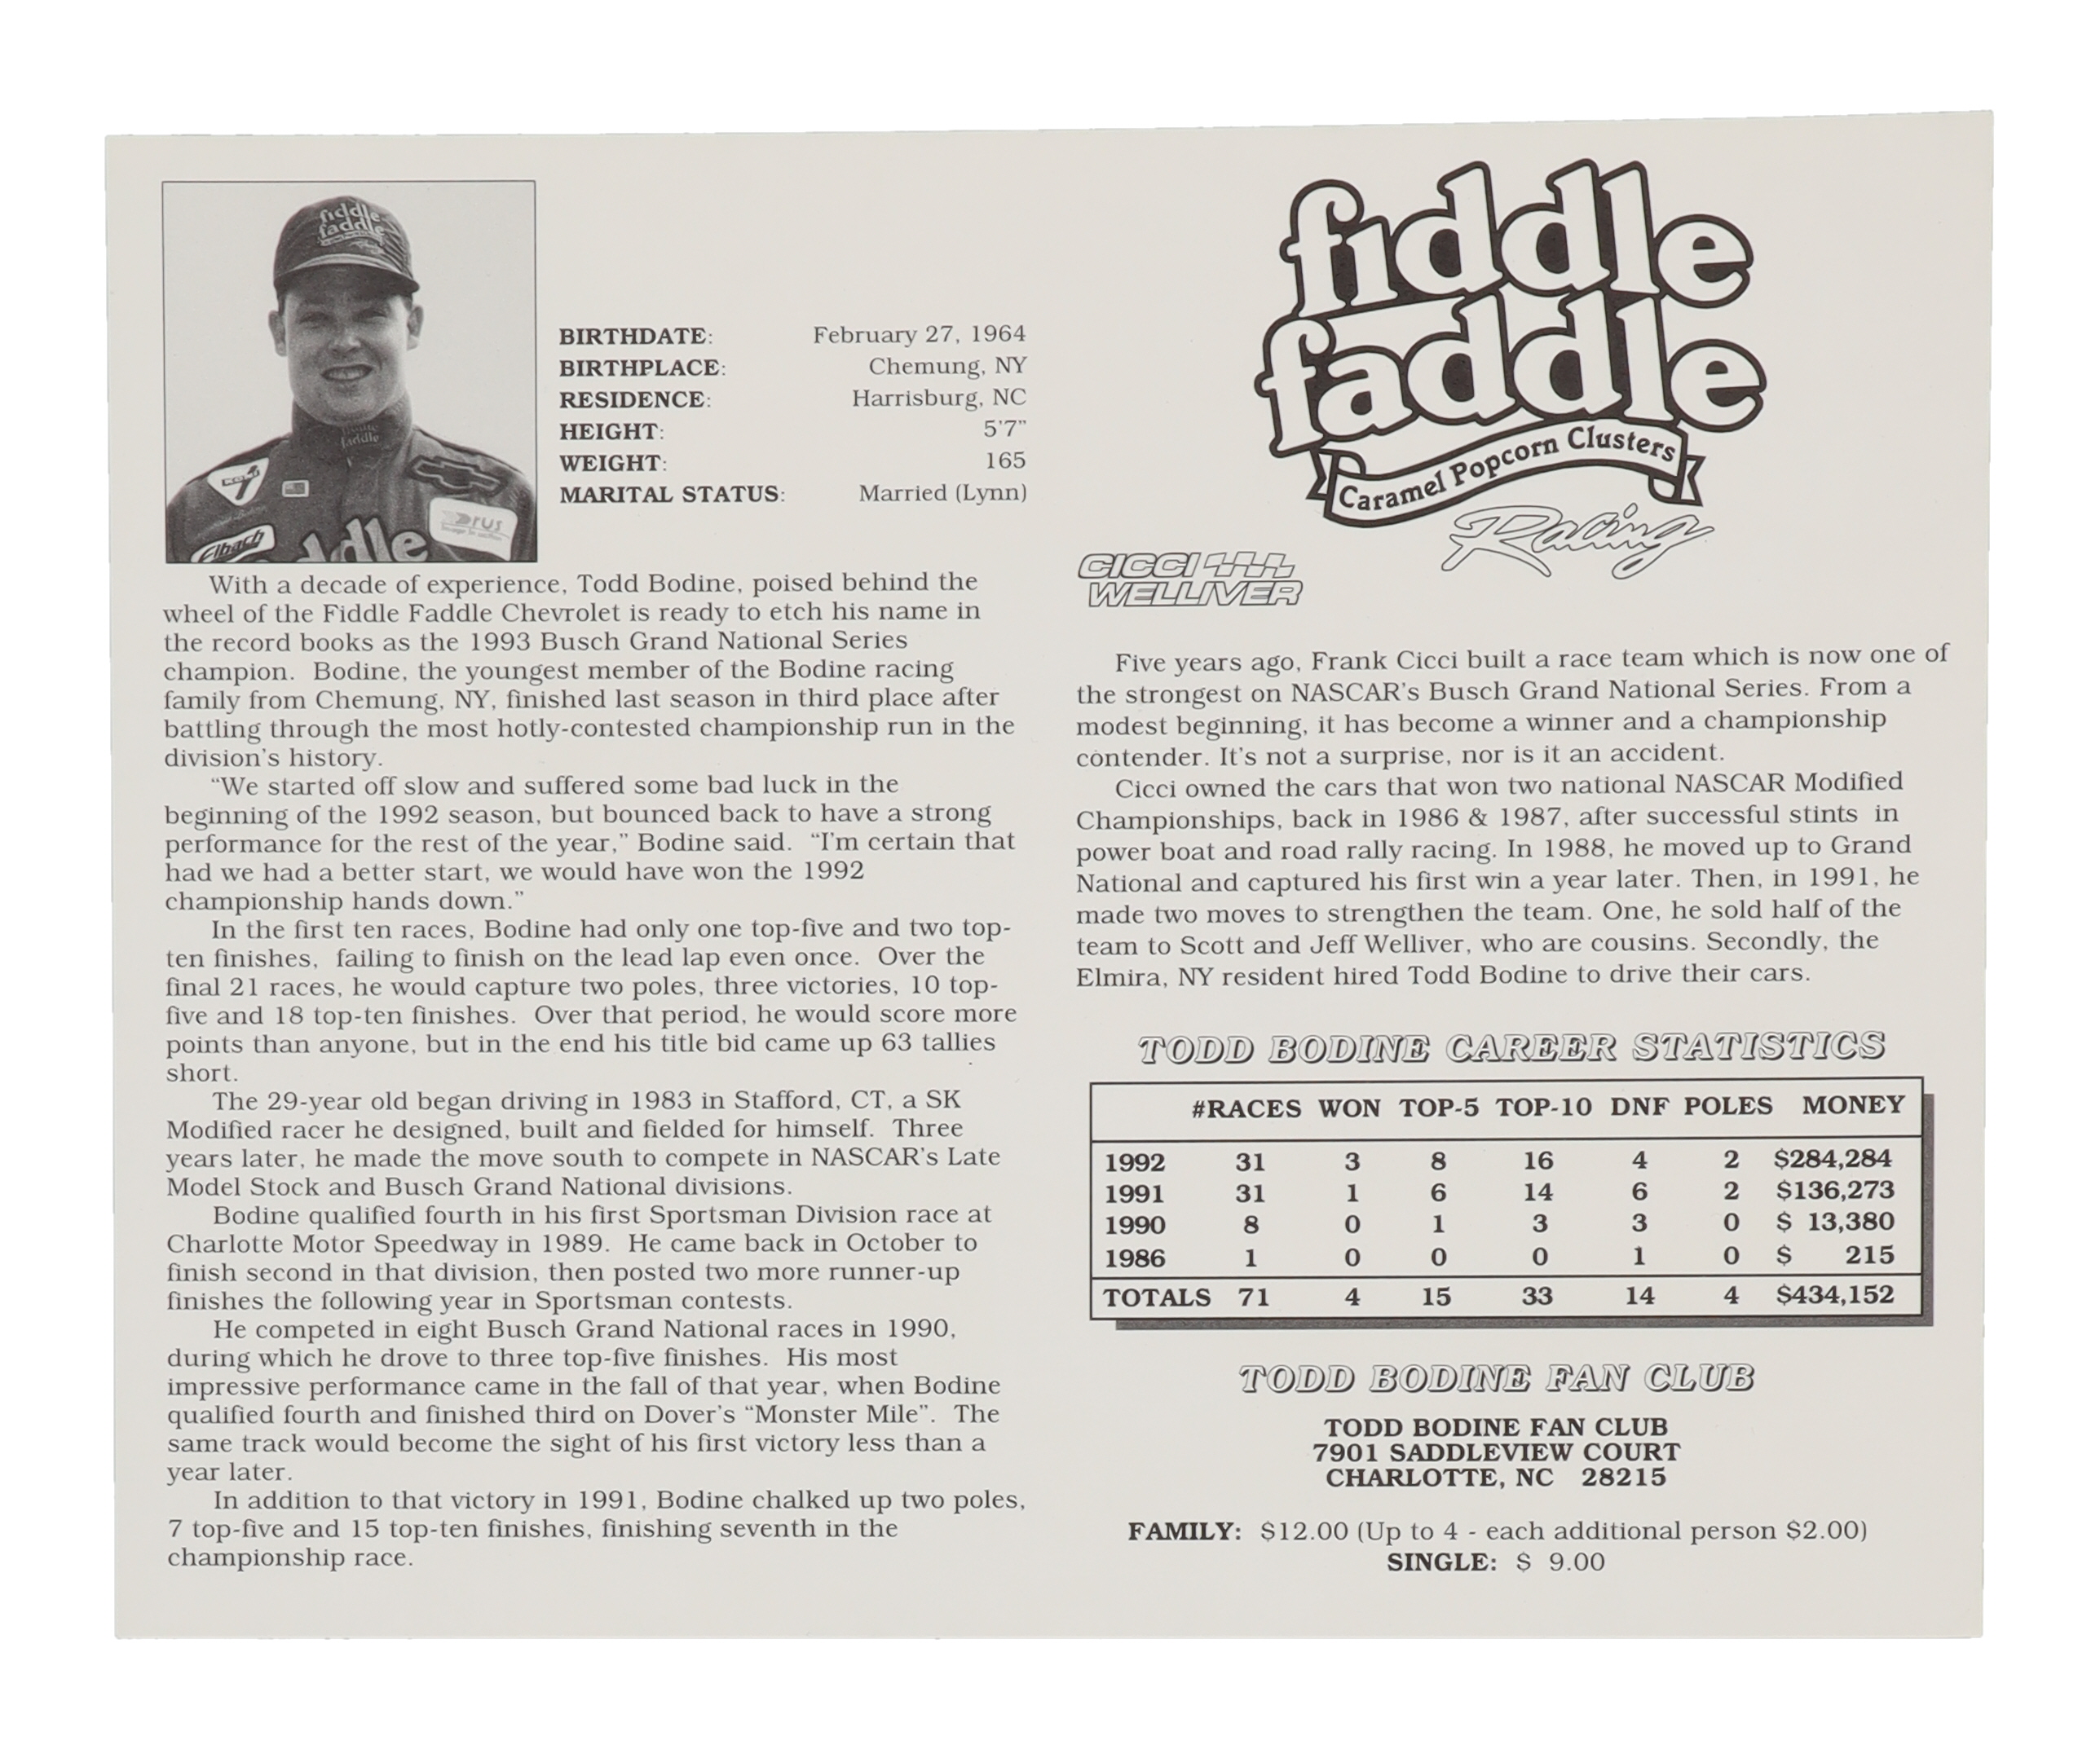 fiddle
faddle
faddle
Elbach
ddle
BIRTHDATE: February 27, 1964
BIRTHPLACE: Chemung, NY
RESIDENCE: Harrisburg, NC
HEIGHT: 5'7"
WEIGHT: 165
MARITAL STATUS: Married (Lynn)
With a decade of experience, Todd Bodine, poised behind the
wheel of the Fiddle Faddle Chevrolet is ready to etch his name in
the record books as the 1993 Busch Grand National Series
champion. Bodine, the youngest member of the Bodine racing
family from Chemung, NY, finished last season in third place after
battling through the most hotly-contested championship run in the
division's history.
"We started off slow and suffered some bad luck in the
beginning of the 1992 season, but bounced back to have a strong
performance for the rest of the year," Bodine said. "I'm certain that
had we had a better start, we would have won the 1992
championship hands down."
In the first ten races, Bodine had only one top-five and two top-
ten finishes, failing to finish on the lead lap even once. Over the
final 21 races, he would capture two poles, three victories, 10 top-
five and 18 top-ten finishes. Over that period, he would score more
points than anyone, but in the end his title bid came up 63 tallies
short.
The 29-year old began driving in 1983 in Stafford, CT, a SK
Modified racer he designed, built and fielded for himself. Three
years later, he made the move south to compete in NASCAR's Late
Model Stock and Busch Grand National divisions.
Bodine qualified fourth in his first Sportsman Division race at
Charlotte Motor Speedway in 1989. He came back in October to
finish second in that division, then posted two more runner-up
finishes the following year in Sportsman contests.
He competed in eight Busch Grand National races in 1990,
during which he drove to three top-five finishes. His most
impressive performance came in the fall of that year, when Bodine
qualified fourth and finished third on Dover's "Monster Mile". The
same track would become the sight of his first victory less than a
year later.
In addition to that victory in 1991, Bodine chalked up two poles,
7 top-five and 15 top-ten finishes, finishing seventh in the
championship race.
fiddle
faddle
Caramel Popcorn Clusters
Racing
CICCI
WELLIVER
Five years ago, Frank Cicci built a race team which is now one of
the strongest on NASCAR's Busch Grand National Series. From a
modest beginning, it has become a winner and a championship
contender. It's not a surprise, nor is it an accident.
Cicci owned the cars that won two national NASCAR Modified
Championships, back in 1986 & 1987, after successful stints in
power boat and road rally racing. In 1988, he moved up to Grand
National and captured his first win a year later. Then, in 1991, he
made two moves to strengthen the team. One, he sold half of the
team to Scott and Jeff Welliver, who are cousins. Secondly, the
Elmira, NY resident hired Todd Bodine to drive their cars.
TODD BODINE CAREER STATISTICS
#RACES WON TOP-5 TOP-10 DNF POLES MONEY
1992 31 3 8 16 4 2 $284,284
1991 31 1 6 14 6 2 $136,273
1990 8 0 1 3 3 0 $ 13,380
1986 1 0 0 0 1 0 $ 215
TOTALS 71 4 15 33 14 4 $434,152
TODD BODINE FAN CLUB
TODD BODINE FAN CLUB
7901 SADDLEVIEW COURT
CHARLOTTE, NC 28215
FAMILY: $12.00 (Up to 4 - each additional person $2.00)
SINGLE: $ 9.00